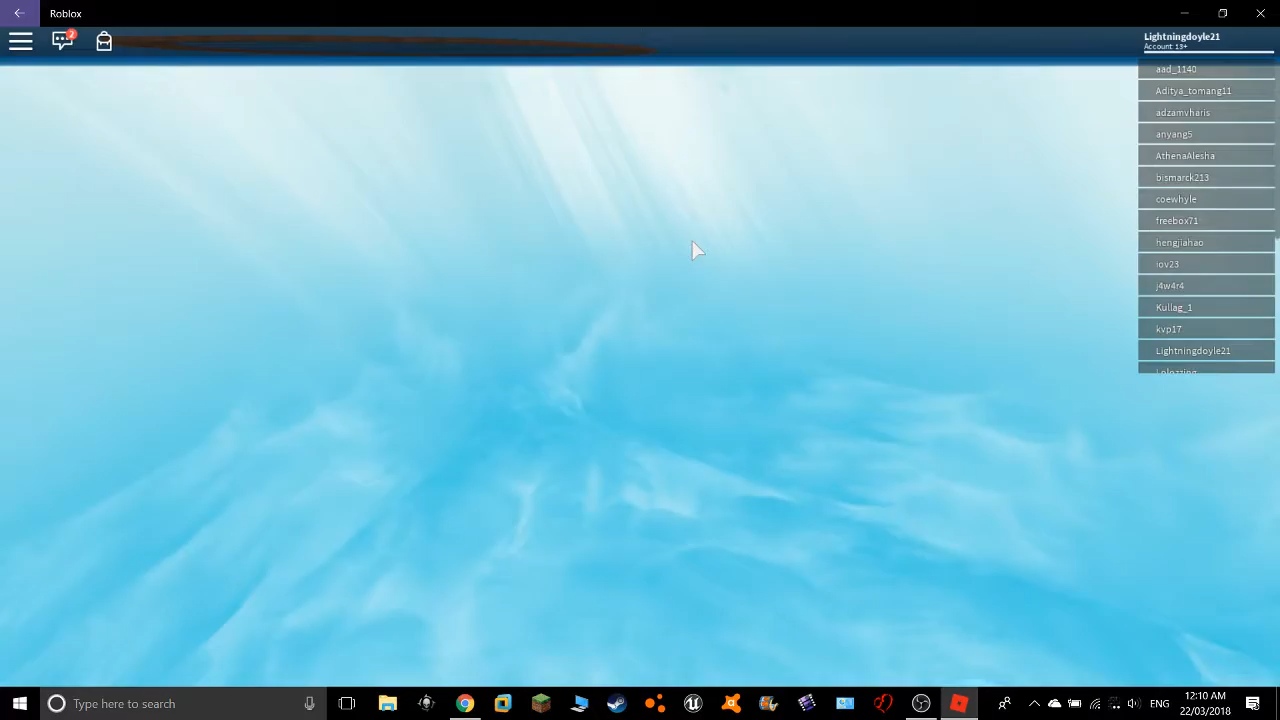 Roblox
2
Lightningdoyle21
Account: 13+
aad_1140
Aditya_tomang11
adzamvharis
anyang5
AthenaAlesha
bismarck213
coewhyle
freebox71
hengjiahao
iov23
j4w4r4
Kullag_1
kvp17
Lightningdoyle21
Type here to search
ENG
12:10 AM
22/03/2018